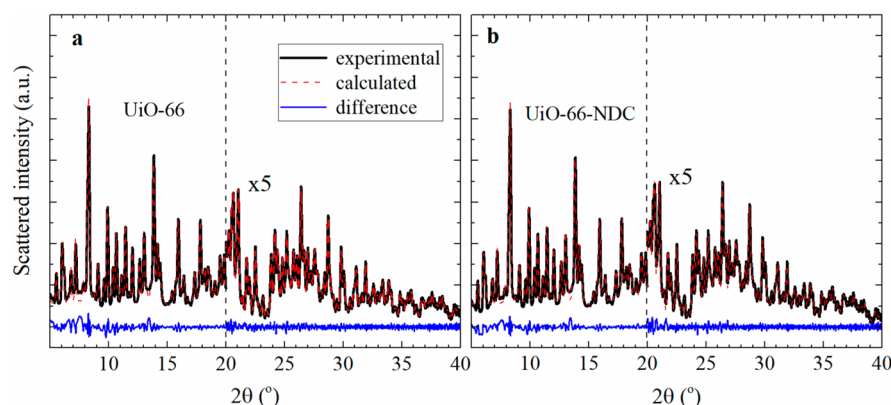 a
experimental
calculated
difference
UiO-66
x5
Scattered intensity (a.u.)
10 15 20 25 30 35 40
2θ (°)
b
UiO-66-NDC
x5
10 15 20 25 30 35 40
2θ (°)